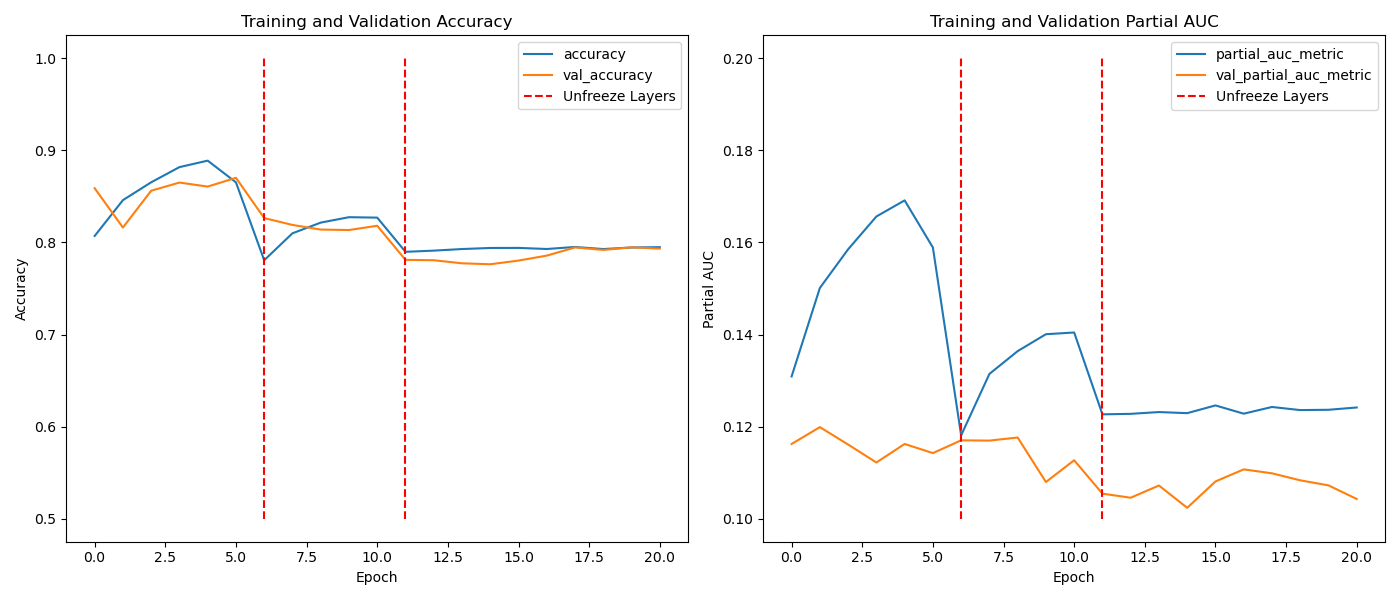 Training and Validation Accuracy
1.0
0.9
0.8
0.7
0.6
0.5
Accuracy
accuracy
val_accuracy
Unfreeze Layers
0.0 2.5 5.0 7.5 10.0 12.5 15.0 17.5 20.0
Epoch
Training and Validation Partial AUC
0.20
0.18
0.16
0.14
0.12
0.10
Partial AUC
partial_auc_metric
val_partial_auc_metric
Unfreeze Layers
0.0 2.5 5.0 7.5 10.0 12.5 15.0 17.5 20.0
Epoch